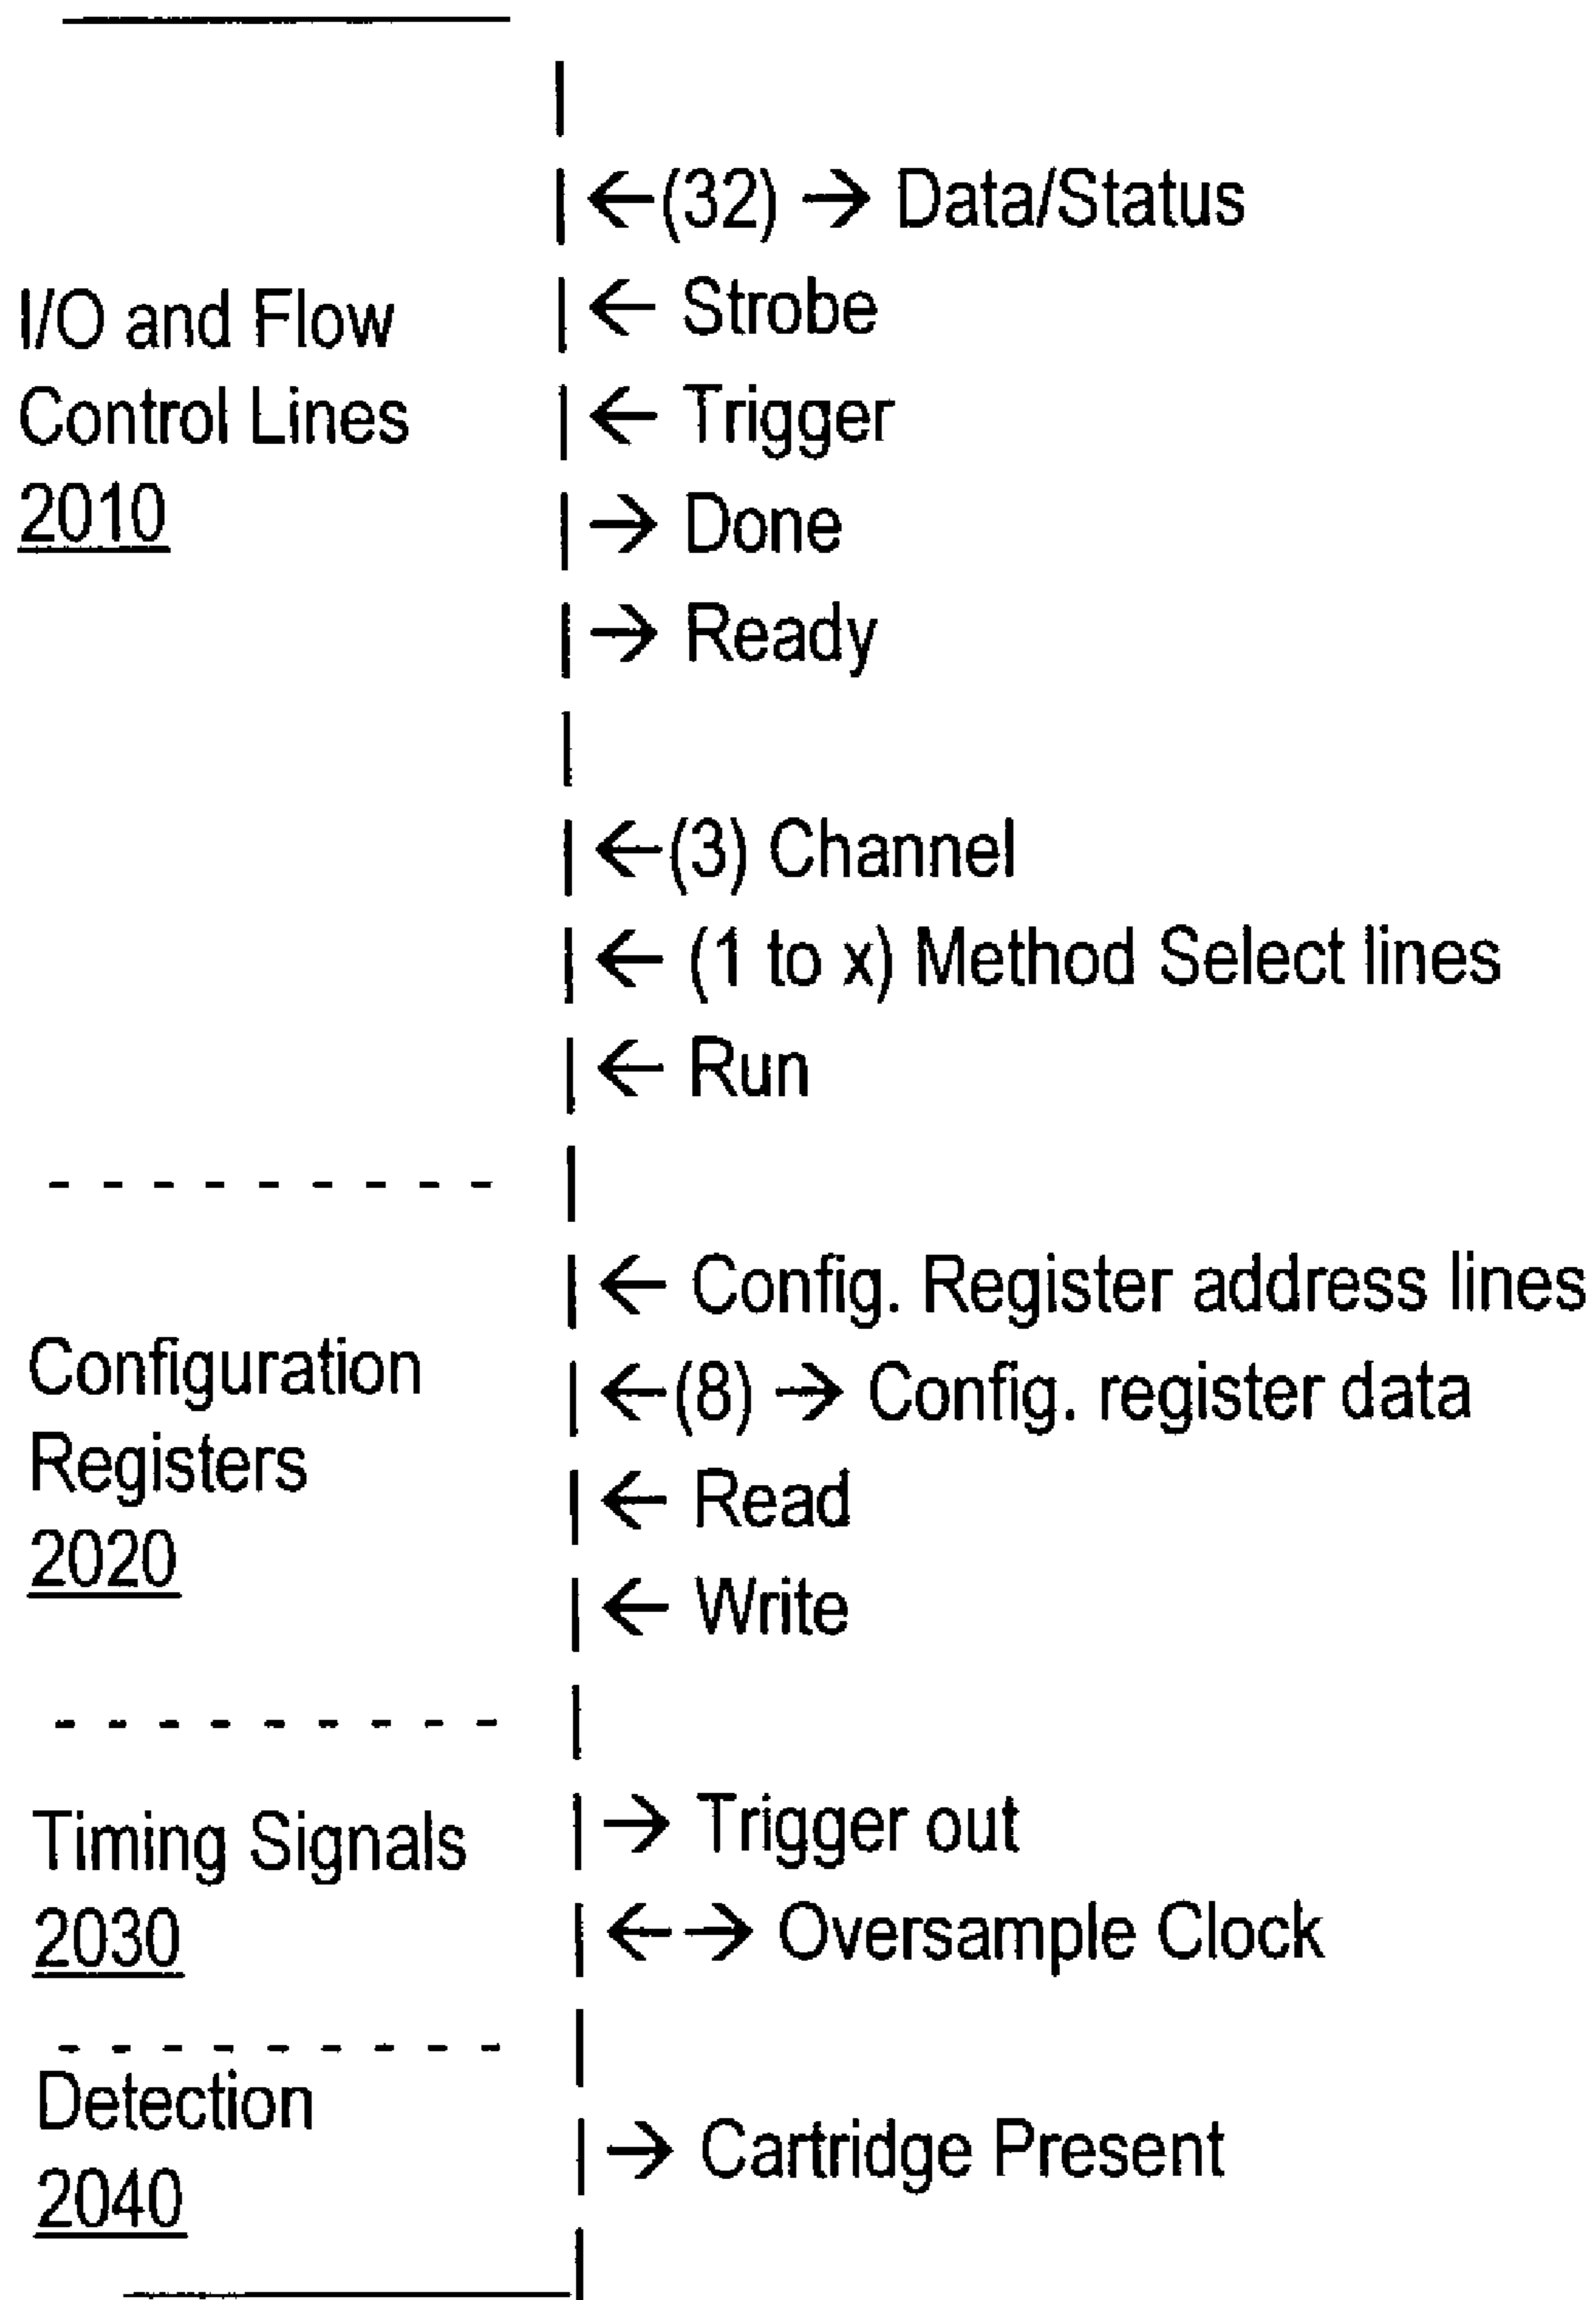 ←(32) → Data/Status
← Strobe
I/O and Flow
Control Lines
2010
← Trigger
→ Done
→ Ready
←(3) Channel
← (1 to x) Method Select lines
← Run
← Config. Register address lines
Configuration
Registers
2020
←(8) → Config. register data
← Read
← Write
Timing Signals
2030
→ Trigger out
←→ Oversample Clock
Detection
2040
→ Cartridge Present